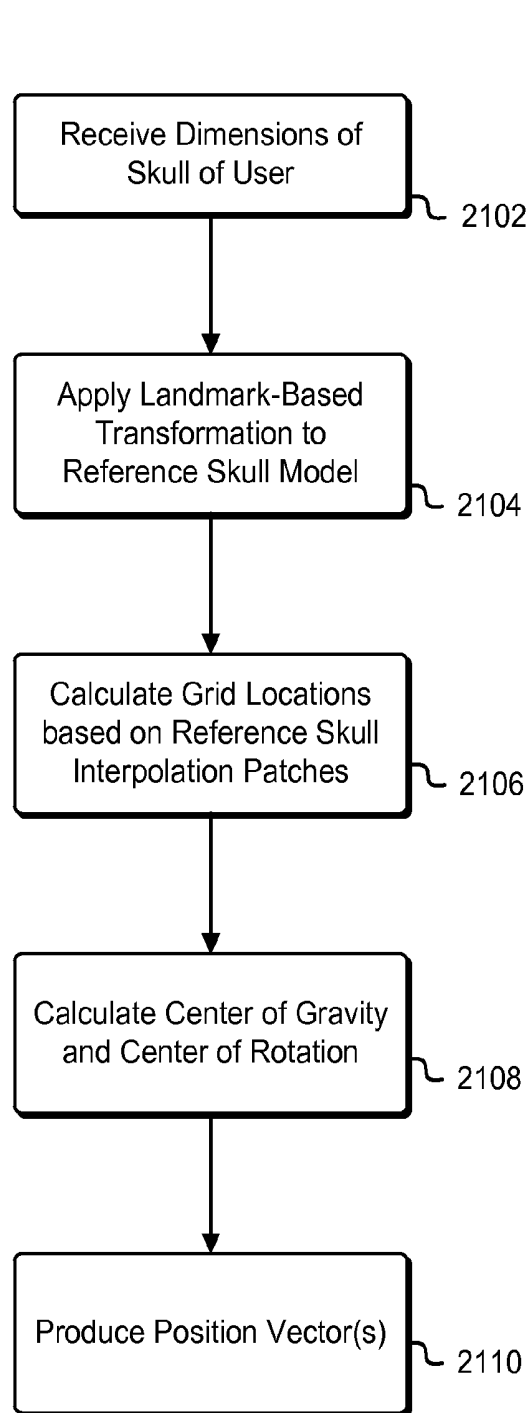 Receive Dimensions of
Skull of User
2102
Apply Landmark-Based
Transformation to
Reference Skull Model
2104
Calculate Grid Locations
based on Reference Skull
Interpolation Patches
2106
Calculate Center of Gravity
and Center of Rotation
2108
Produce Position Vector(s)
2110